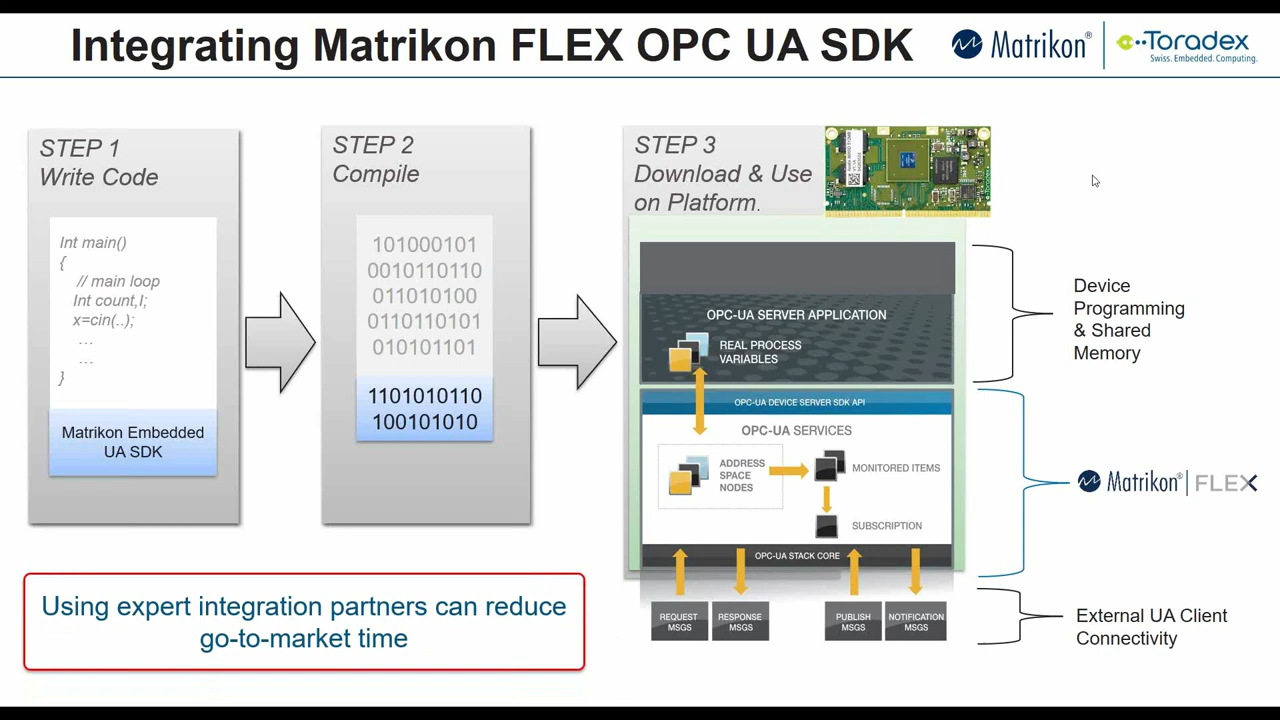 Integrating Matrikon FLEX OPC UA SDK
Matrikon®
Toradex
Swiss. Embedded. Computing.
STEP 1
Write Code
Int main()
{
// main loop
Int count,I;
x=cin(..);
...
...
}
Matrikon Embedded
UA SDK
STEP 2
Compile
101000101
0010110110
011010100
0110110101
010101101
1101010110
100101010
STEP 3
Download & Use
on Platform.
OPC-UA SERVER APPLICATION
REAL PROCESS
VARIABLES
OPC-UA DEVICE SERVER SDK API
OPC-UA SERVICES
ADDRESS
SPACE
NODES
MONITORED ITEMS
SUBSCRIPTION
OPC-UA STACK CORE
REQUEST
MSGS
RESPONSE
MSGS
PUBLISH
MSGS
NOTIFICATION
MSGS
Device
Programming
& Shared
Memory
Matrikon® | FLEX
External UA Client
Connectivity
Using expert integration partners can reduce
go-to-market time